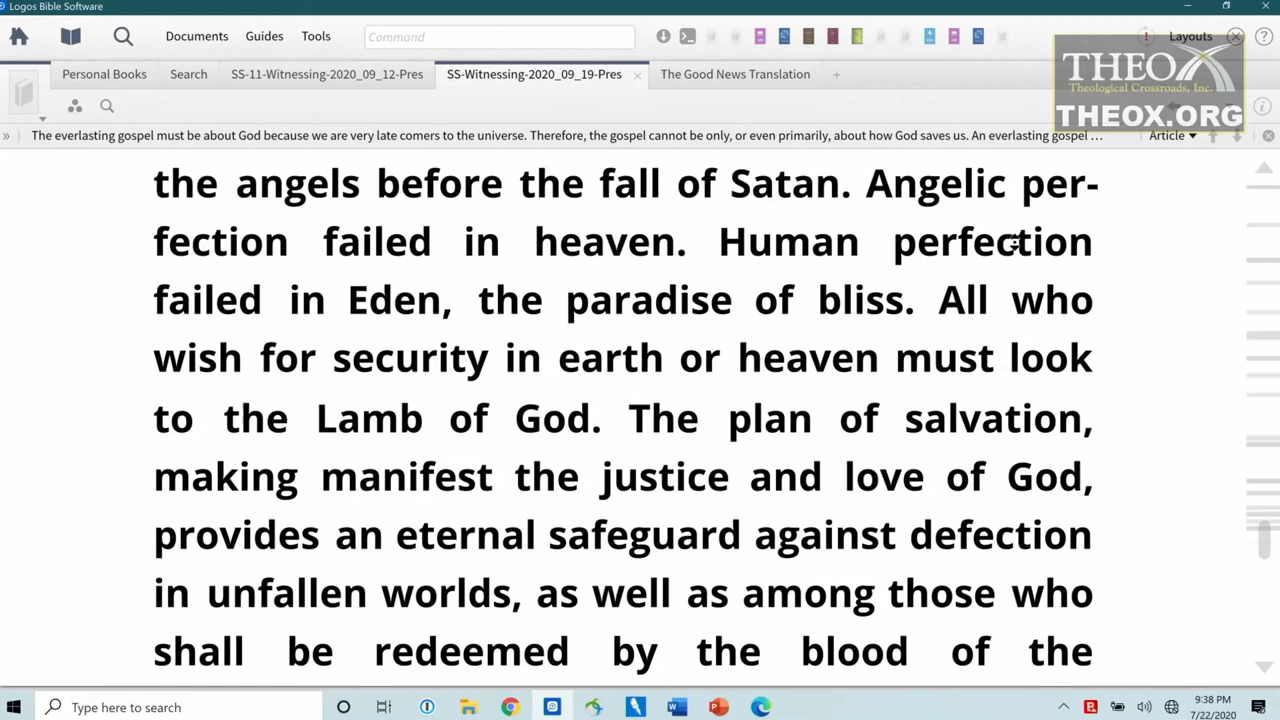 Logos Bible Software
Documents Guides Tools Command Layouts
THEOX
Theological Crossroads, Inc.
THEOX.ORG
Personal Books Search SS-11-Witnessing-2020_09_12-Pres SS-Witnessing-2020_09_19-Pres The Good News Translation
The everlasting gospel must be about God because we are very late comers to the universe. Therefore, the gospel cannot be only, or even primarily, about how God saves us. An everlasting gospel ... Article
the angels before the fall of Satan. Angelic per-
fection failed in heaven. Human perfection
failed in Eden, the paradise of bliss. All who
wish for security in earth or heaven must look
to the Lamb of God. The plan of salvation,
making manifest the justice and love of God,
provides an eternal safeguard against defection
in unfallen worlds, as well as among those who
shall be redeemed by the blood of the
Type here to search
9:38 PM
7/22/2020